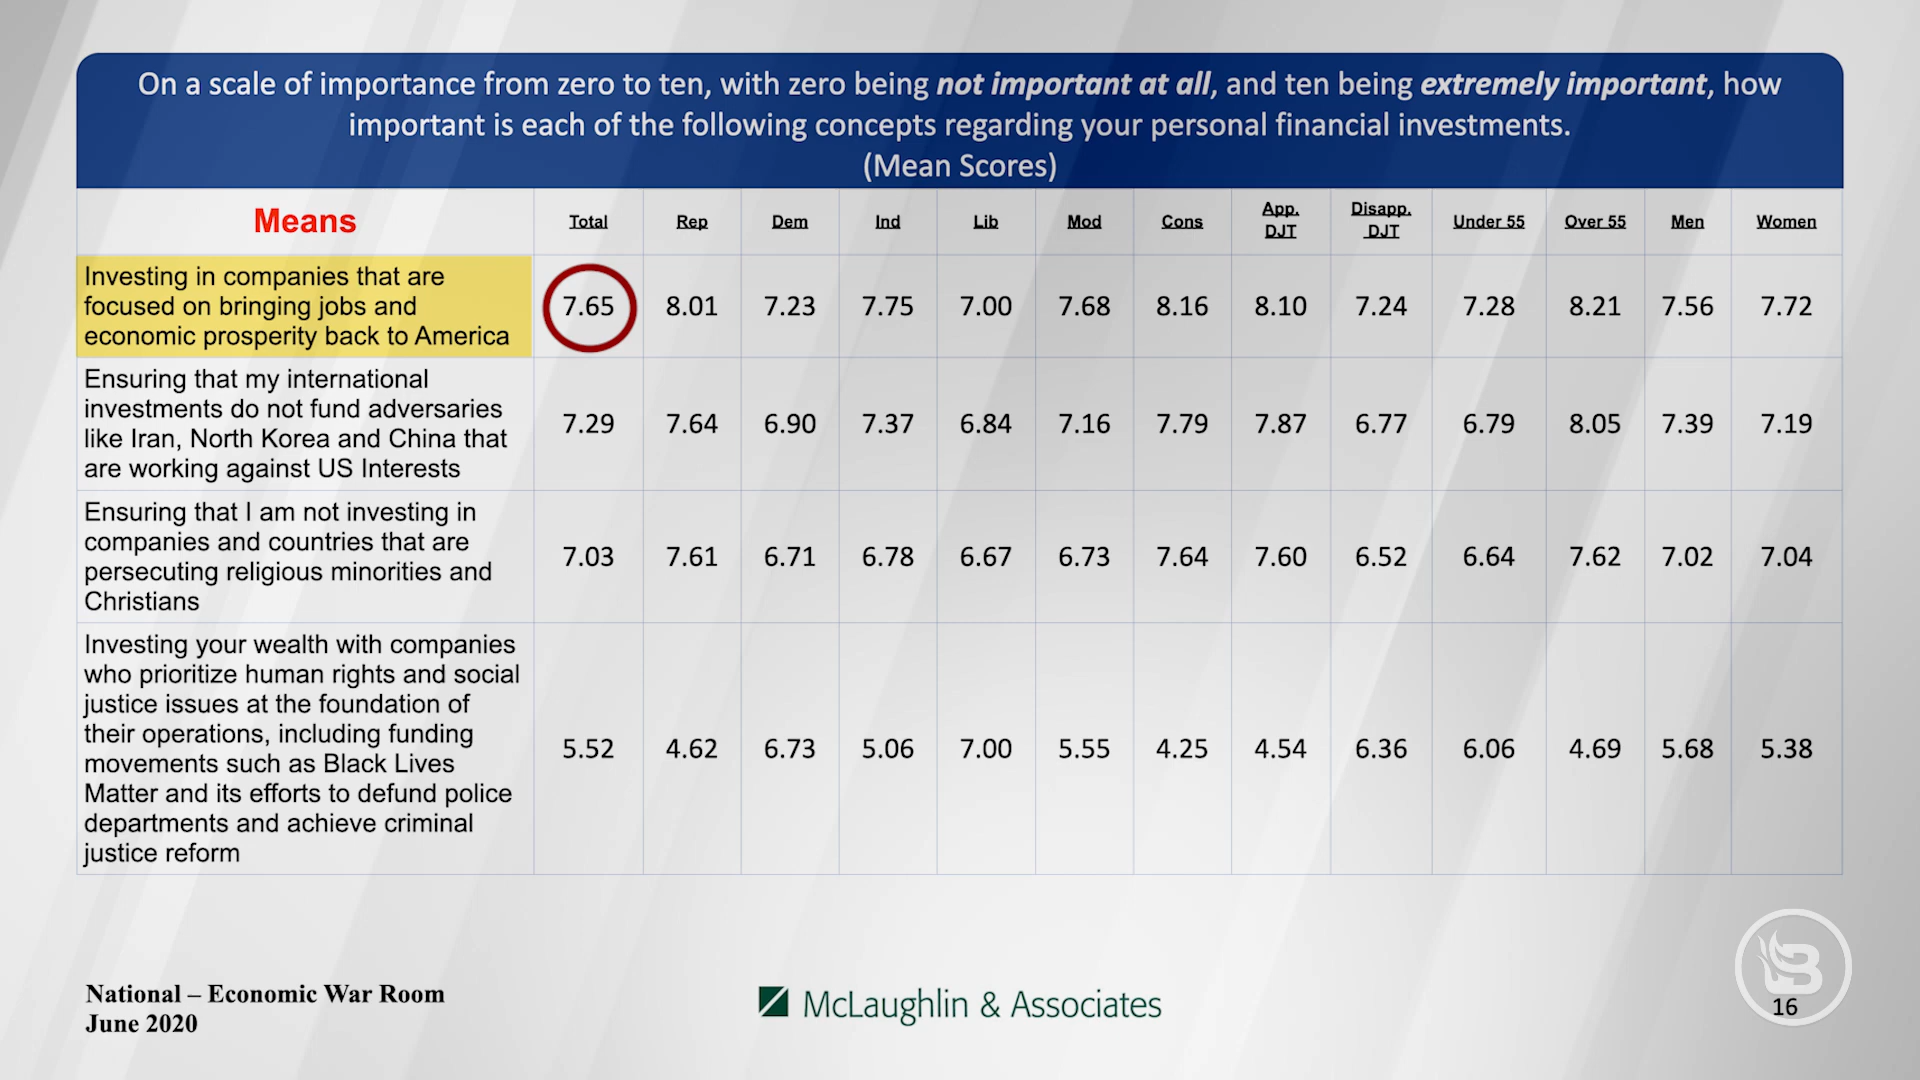 On a scale of importance from zero to ten, with zero being not important at all, and ten being extremely important, how
important is each of the following concepts regarding your personal financial investments.
(Mean Scores)
Means Total Rep Dem Ind Lib Mod Cons App. DJT Disapp. DJT Under 55 Over 55 Men Women
Investing in companies that are
focused on bringing jobs and
economic prosperity back to America
7.65 8.01 7.23 7.75 7.00 7.68 8.16 8.10 7.24 7.28 8.21 7.56 7.72
Ensuring that my international
investments do not fund adversaries
like Iran, North Korea and China that
are working against US Interests
7.29 7.64 6.90 7.37 6.84 7.16 7.79 7.87 6.77 6.79 8.05 7.39 7.19
Ensuring that I am not investing in
companies and countries that are
persecuting religious minorities and
Christians
7.03 7.61 6.71 6.78 6.67 6.73 7.64 7.60 6.52 6.64 7.62 7.02 7.04
Investing your wealth with companies
who prioritize human rights and social
justice issues at the foundation of
their operations, including funding
movements such as Black Lives
Matter and its efforts to defund police
departments and achieve criminal
justice reform
5.52 4.62 6.73 5.06 7.00 5.55 4.25 4.54 6.36 6.06 4.69 5.68 5.38
National – Economic War Room
June 2020
McLaughlin & Associates
B
16